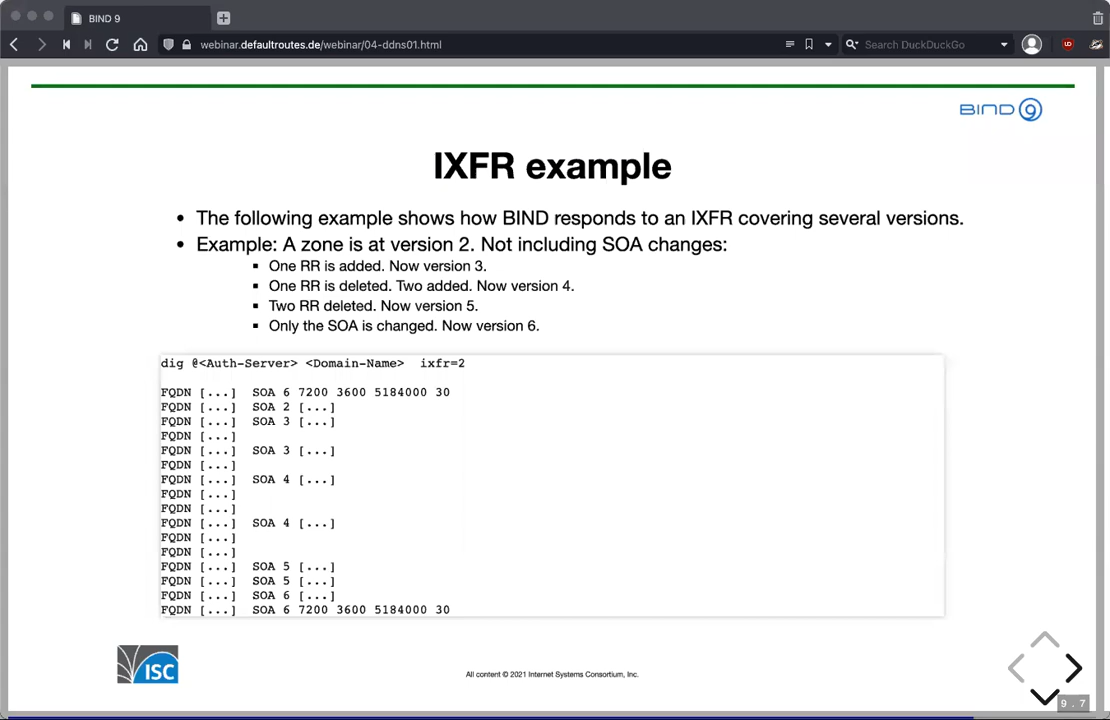 BIND 9
webinar.defaultroutes.de/webinar/04-ddns01.html
Search DuckDuckGo
BIND 9
IXFR example
• The following example shows how BIND responds to an IXFR covering several versions.
• Example: A zone is at version 2. Not including SOA changes:
▪ One RR is added. Now version 3.
▪ One RR is deleted. Two added. Now version 4.
▪ Two RR deleted. Now version 5.
▪ Only the SOA is changed. Now version 6.
dig @<Auth-Server> <Domain-Name>  ixfr=2
FQDN [...]  SOA 6 7200 3600 5184000 30
FQDN [...]  SOA 2 [...]
FQDN [...]  SOA 3 [...]
FQDN [...]
FQDN [...]  SOA 3 [...]
FQDN [...]
FQDN [...]  SOA 4 [...]
FQDN [...]
FQDN [...]
FQDN [...]  SOA 4 [...]
FQDN [...]
FQDN [...]
FQDN [...]  SOA 5 [...]
FQDN [...]  SOA 5 [...]
FQDN [...]  SOA 6 [...]
FQDN [...]  SOA 6 7200 3600 5184000 30
ISC
All content © 2021 Internet Systems Consortium, Inc.
9 . 7